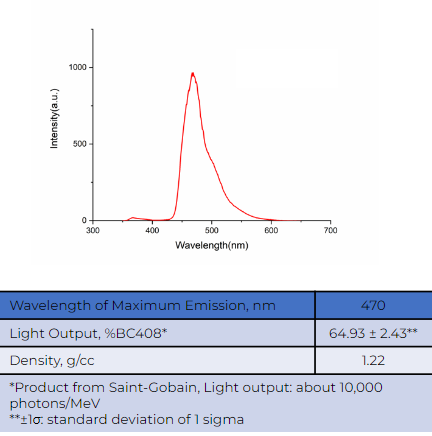 1000
500
0
Intensity(a.u.)
300 400 500 600 700
Wavelength(nm)
Wavelength of Maximum Emission, nm 470
Light Output, %BC408* 64.93 ± 2.43**
Density, g/cc 1.22
*Product from Saint-Gobain, Light output: about 10,000
photons/MeV
**±1σ: standard deviation of 1 sigma